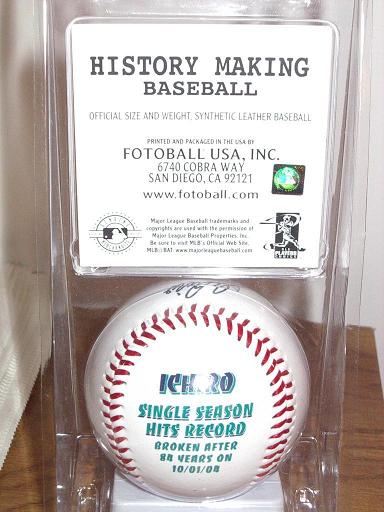 HISTORY MAKING
BASEBALL
OFFICIAL SIZE AND WEIGHT, SYNTHETIC LEATHER BASEBALL
PRINTED AND PACKAGED IN THE USA BY
FOTOBALL USA, INC.
6740 COBRA WAY
SAN DIEGO, CA 92121
www.fotoball.com
Major League Baseball trademarks and
copyrights are used with the permission of
Major League Baseball Properties, Inc.
Be sure to visit MLB's Official Web Site,
MLB@BAT www.majorleaguebaseball.com
ICHIRO
SINGLE SEASON
HITS RECORD
BROKEN AFTER
84 YEARS ON
10/01/04